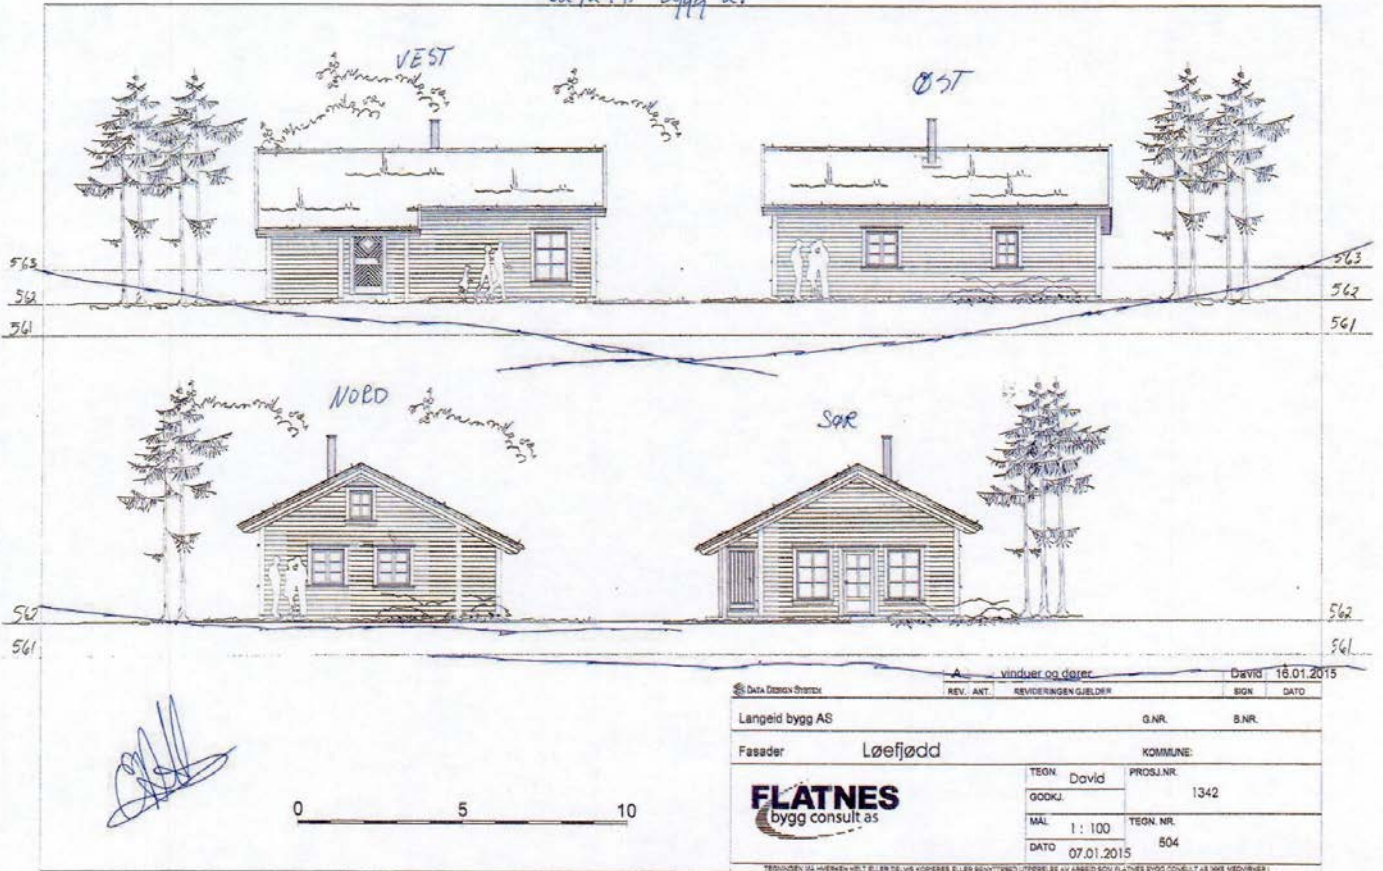 VEST
ØST
563
562
561
563
562
561
NORD
SØR
562
561
562
561
0 5 10
A vinduer og dører David 16.01.2015
DATA DESIGN SYSTEM REV. ANT. REVIDERINGEN GJELDER SIGN DATO
Langeid bygg AS G.NR. B.NR.
Fasader Løefjødd KOMMUNE:
FLATNES
bygg consult as
TEGN. David PROSJ.NR.
1342
GODKJ.
MÅL 1 : 100 TEGN. NR.
504
DATO 07.01.2015